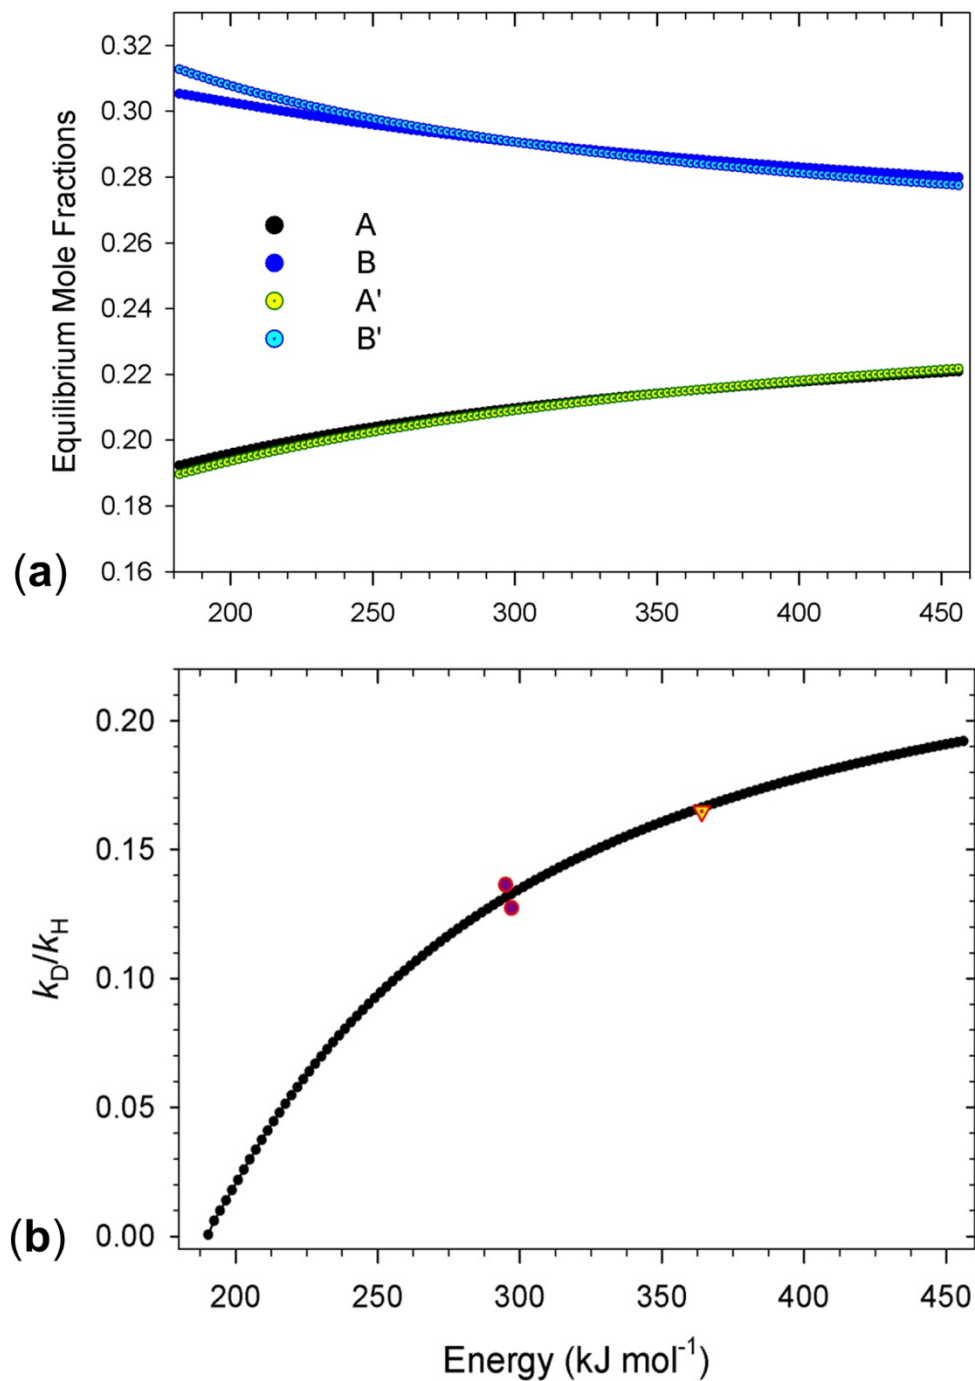 Equilibrium Mole Fractions
0.32
0.30
0.28
0.26
0.24
0.22
0.20
0.18
0.16
A
B
A'
B'
(a)
200 250 300 350 400 450
k_D/k_H
0.20
0.15
0.10
0.05
0.00
(b)
200 250 300 350 400 450
Energy (kJ mol⁻¹)